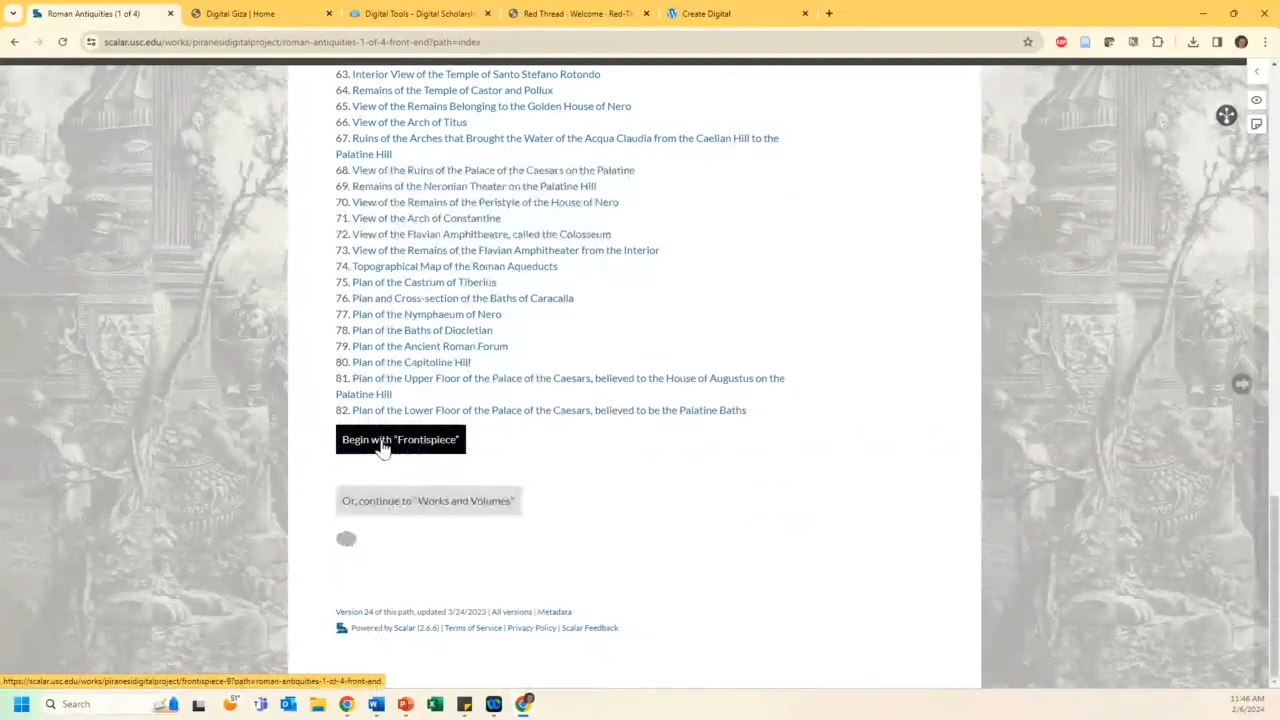 Roman Antiquities (1 of 4)
Digital Giza | Home
Digital Tools - Digital Scholarsh
Red Thread - Welcome · Red-Th
Create Digital
scalar.usc.edu/works/piranesidigitalproject/roman-antiquities-1-of-4-front-end?path=index
63. Interior View of the Temple of Santo Stefano Rotondo
64. Remains of the Temple of Castor and Pollux
65. View of the Remains Belonging to the Golden House of Nero
66. View of the Arch of Titus
67. Ruins of the Arches that Brought the Water of the Acqua Claudia from the Caelian Hill to the
Palatine Hill
68. View of the Ruins of the Palace of the Caesars on the Palatine
69. Remains of the Neronian Theater on the Palatine Hill
70. View of the Remains of the Peristyle of the House of Nero
71. View of the Arch of Constantine
72. View of the Flavian Amphitheatre, called the Colosseum
73. View of the Remains of the Flavian Amphitheater from the Interior
74. Topographical Map of the Roman Aqueducts
75. Plan of the Castrum of Tiberius
76. Plan and Cross-section of the Baths of Caracalla
77. Plan of the Nymphaeum of Nero
78. Plan of the Baths of Diocletian
79. Plan of the Ancient Roman Forum
80. Plan of the Capitoline Hill
81. Plan of the Upper Floor of the Palace of the Caesars, believed to the House of Augustus on the
Palatine Hill
82. Plan of the Lower Floor of the Palace of the Caesars, believed to be the Palatine Baths
Begin with "Frontispiece"
Or, continue to "Works and Volumes"
Version 24 of this path, updated 3/24/2023 | All versions | Metadata
Powered by Scalar (2.6.6) | Terms of Service | Privacy Policy | Scalar Feedback
https://scalar.usc.edu/works/piranesidigitalproject/frontispiece-9?path=roman-antiquities-1-of-4-front-end
Search
51°
11:46 AM
2/6/2024